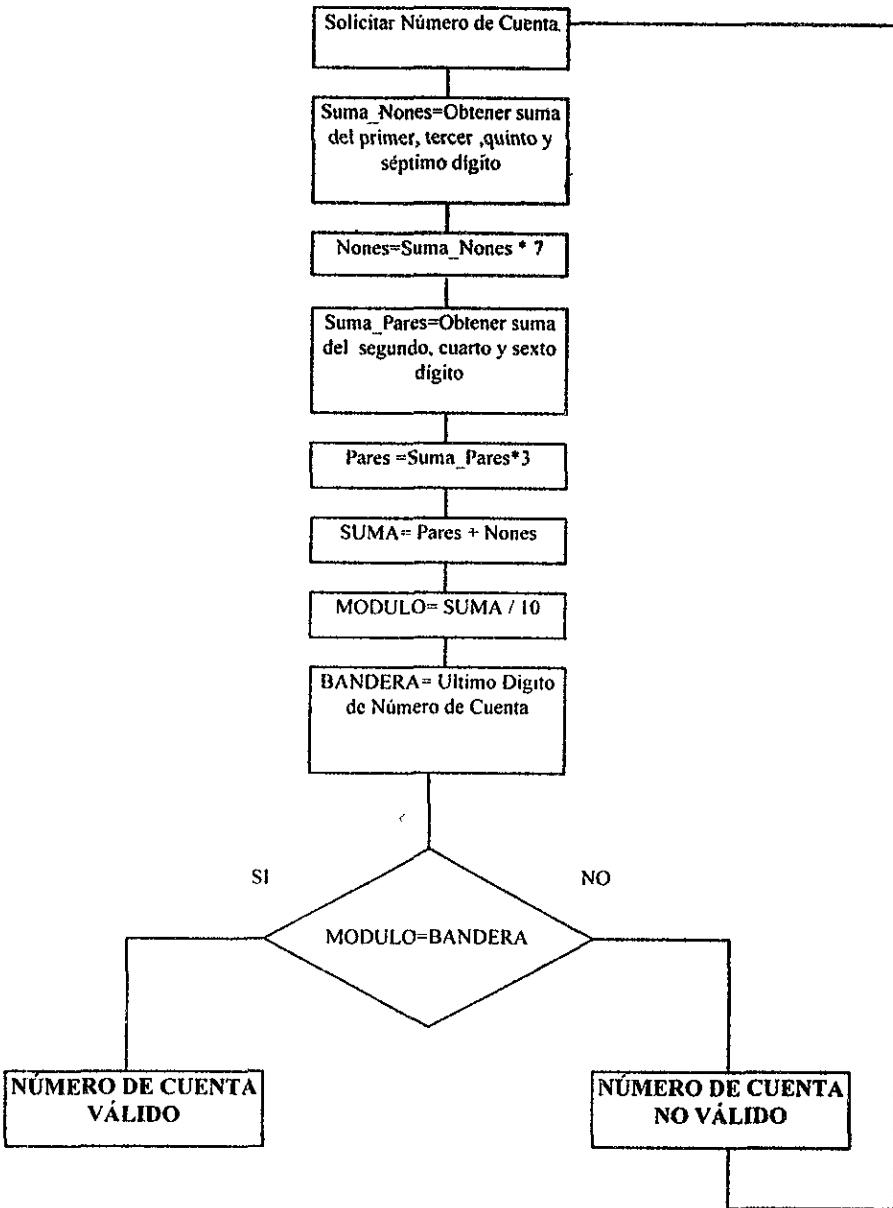 Solicitar Número de Cuenta.
Suma_Nones=Obtener suma
del primer, tercer ,quinto y
séptimo dígito
Nones=Suma_Nones * 7
Suma_Pares=Obtener suma
del segundo, cuarto y sexto
dígito
Pares =Suma_Pares*3
SUMA= Pares + Nones
MODULO= SUMA / 10
BANDERA= Ultimo Digito
de Número de Cuenta
SI
NO
MODULO=BANDERA
NÚMERO DE CUENTA
VÁLIDO
NÚMERO DE CUENTA
NO VÁLIDO